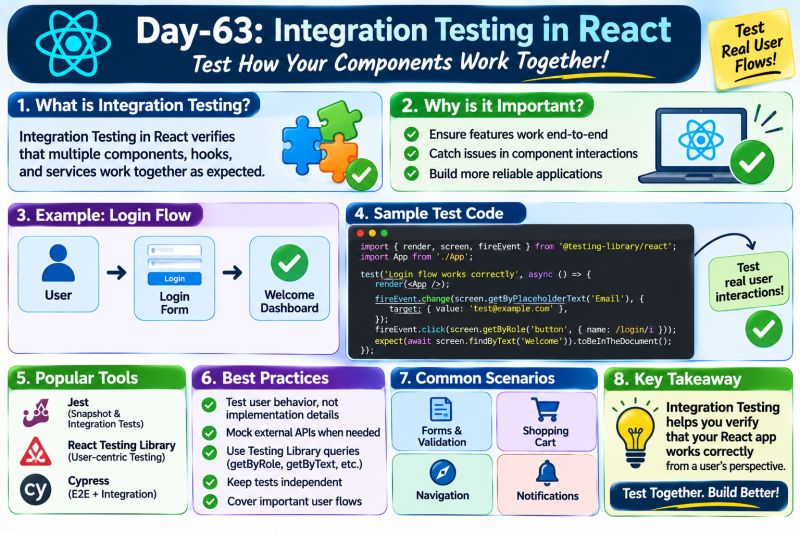 Day-63: Integration Testing in React
Test How Your Components Work Together!
Test
Real User
Flows!
1. What is Integration Testing?
Integration Testing in React verifies
that multiple components, hooks,
and services work together as expected.
2. Why is it Important?
Ensure features work end-to-end
Catch issues in component interactions
Build more reliable applications
3. Example: Login Flow
User
Login
Login
Form
Welcome
Dashboard
4. Sample Test Code
import { render, screen, fireEvent } from '@testing-library/react';
import App from './App';
test('Login flow works correctly', async () => {
render(<App />);
fireEvent.change(screen.getByPlaceholderText('Email'), {
target: { value: 'test@example.com' },
});
fireEvent.click(screen.getByRole('button', { name: /login/i }));
expect(await screen.findByText('Welcome')).toBeInTheDocument();
});
Test
real user
interactions!
5. Popular Tools
Jest
(Snapshot &
Integration Tests)
React Testing Library
(User-centric Testing)
cy
Cypress
(E2E + Integration)
6. Best Practices
Test user behavior, not
implementation details
Mock external APIs when needed
Use Testing Library queries
(getByRole, getByText, etc.)
Keep tests independent
Cover important user flows
7. Common Scenarios
Forms &
Validation
Shopping
Cart
Navigation
Notifications
8. Key Takeaway
Integration Testing
helps you verify
that your React app
works correctly
from a user's perspective.
Test Together. Build Better!